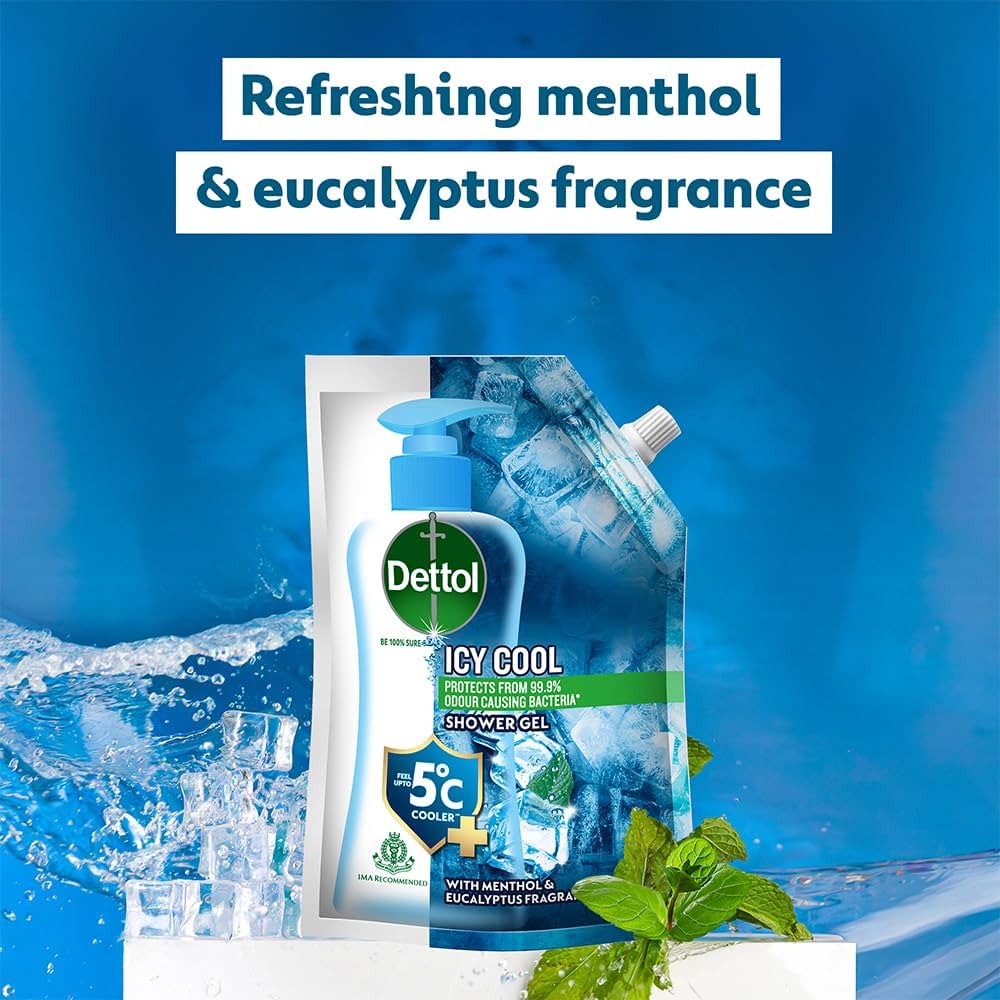 Refreshing menthol
& eucalyptus fragrance
Dettol
BE 100% SURE
ICY COOL
PROTECTS FROM 99.9%
ODOUR CAUSING BACTERIA*
SHOWER GEL
FEEL
UPTO
5°C
COOLER
IMA RECOMMENDED
WITH MENTHOL &
EUCALYPTUS